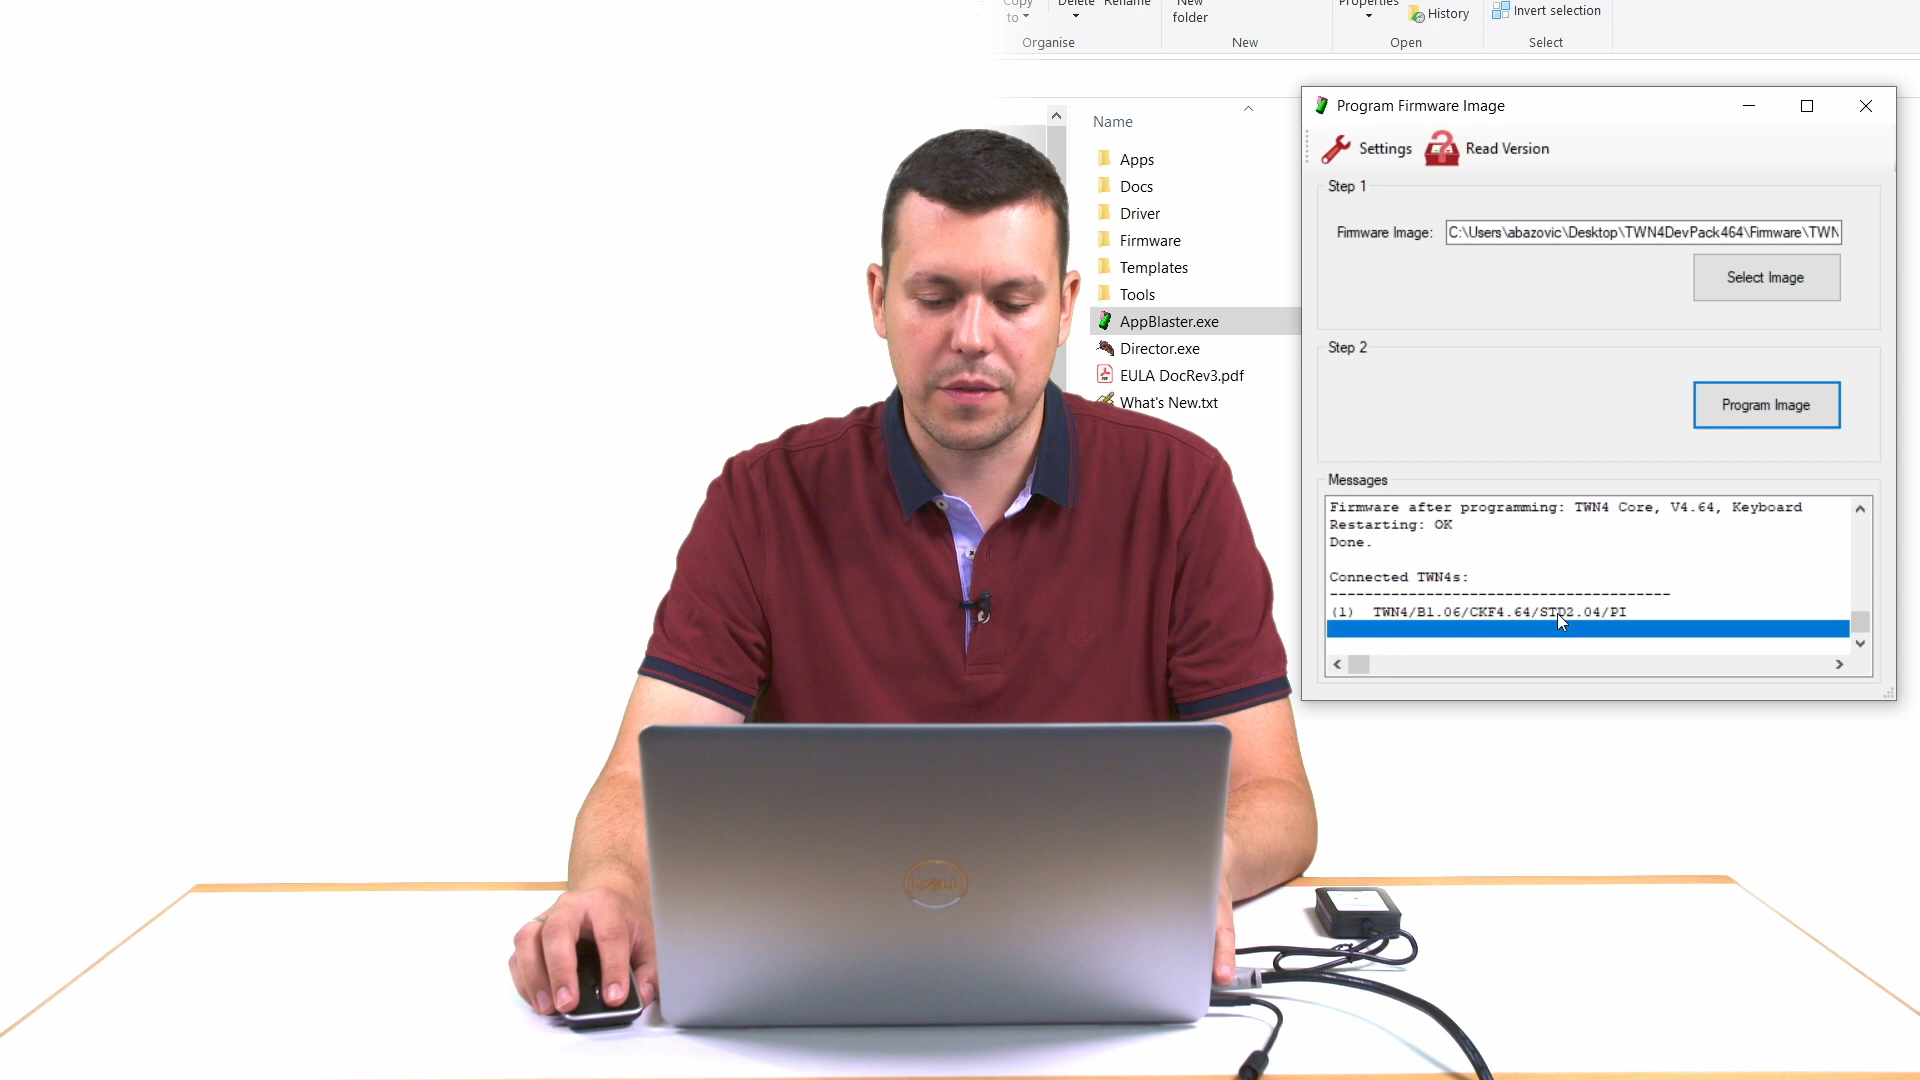 Copy
to
Delete
Rename
New
folder
Properties
History
Invert selection
Organise
New
Open
Select
Name
Apps
Docs
Driver
Firmware
Templates
Tools
AppBlaster.exe
Director.exe
EULA DocRev3.pdf
What's New.txt
Program Firmware Image
Settings
Read Version
Step 1
Firmware Image:
C:\Users\abazovic\Desktop\TWN4DevPack464\Firmware\TWN
Select Image
Step 2
Program Image
Messages
Firmware after programming: TWN4 Core, V4.64, Keyboard
Restarting: OK
Done.
Connected TWN4s:
---------------------------------------
(1) TWN4/B1.06/CKF4.64/STD2.04/PI
DELL